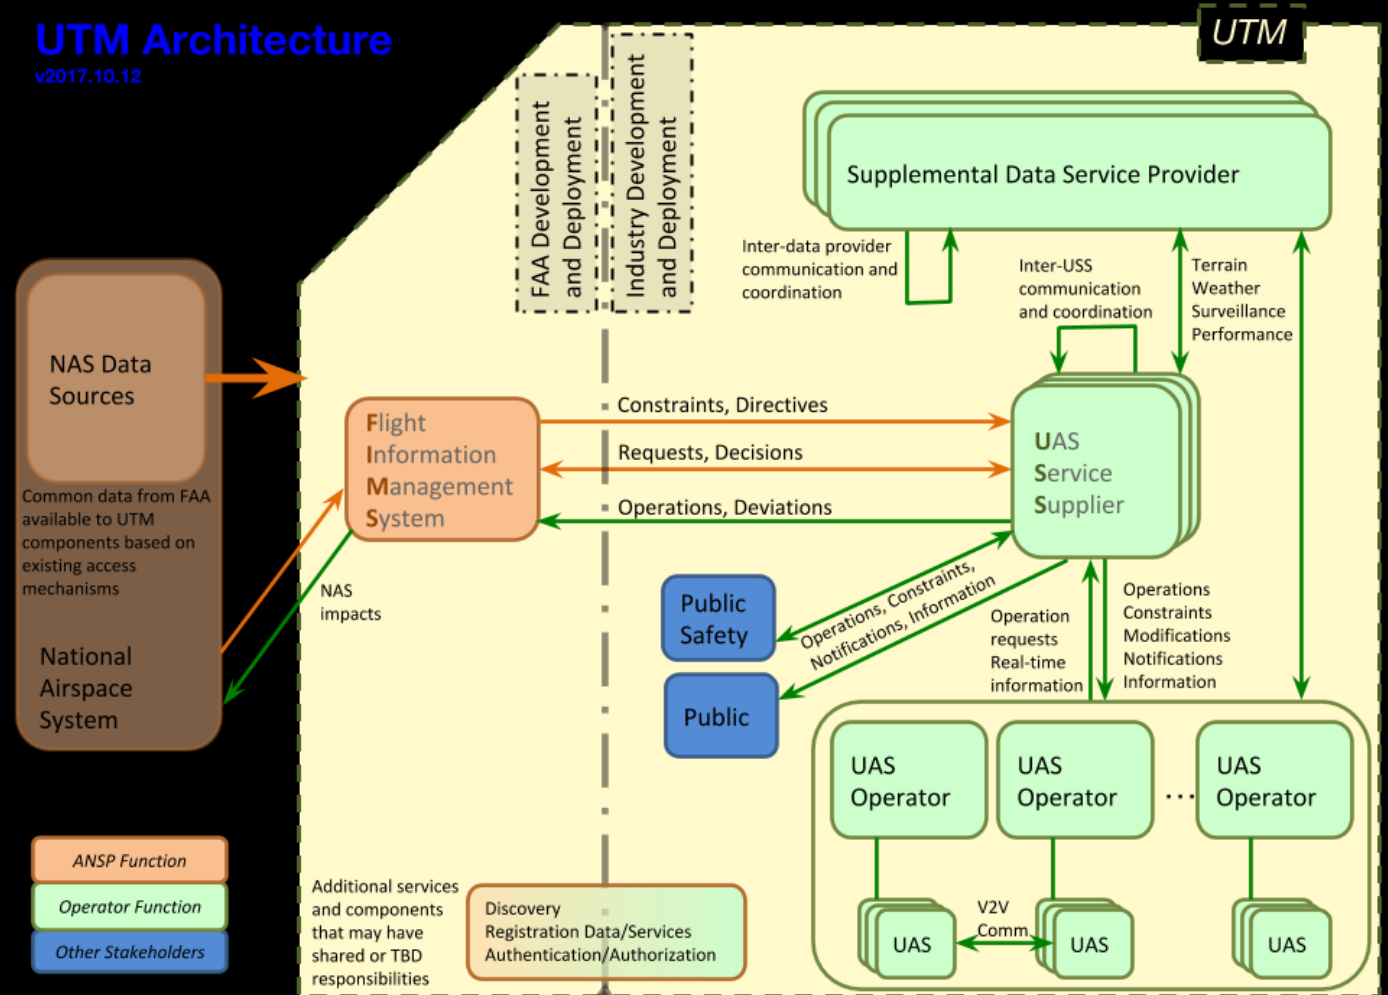 UTM Architecture
v2017.10.12
UTM
FAA Development
and Deployment
Industry Development
and Deployment
Supplemental Data Service Provider
Inter-data provider
communication and
coordination
Inter-USS
communication
and coordination
Terrain
Weather
Surveillance
Performance
NAS Data
Sources
Common data from FAA
available to UTM
components based on
existing access
mechanisms
National
Airspace
System
Flight
Information
Management
System
NAS
impacts
Constraints, Directives
Requests, Decisions
Operations, Deviations
UAS
Service
Supplier
Public
Safety
Public
Operations, Constraints,
Notifications, Information
Operation
requests
Real-time
information
Operations
Constraints
Modifications
Notifications
Information
UAS
Operator
UAS
Operator
...
UAS
Operator
V2V
Comm
UAS
UAS
UAS
ANSP Function
Operator Function
Other Stakeholders
Additional services
and components
that may have
shared or TBD
responsibilities
Discovery
Registration Data/Services
Authentication/Authorization